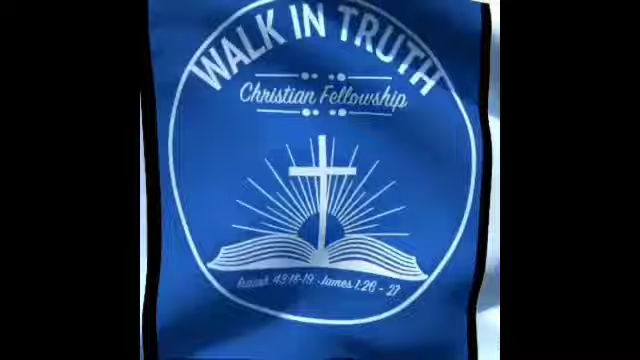 WALK IN TRUTH
Christian Fellowship
Isaiah 43:18-19 James 1:26 - 27